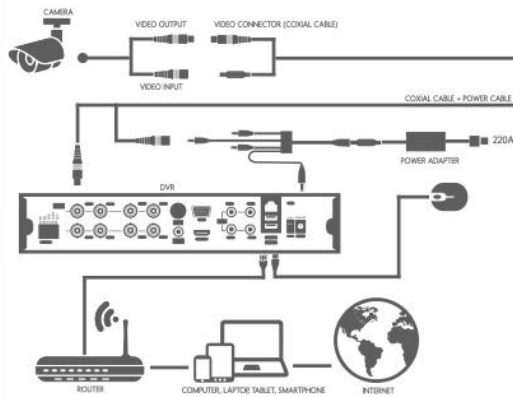 CAMERA
VIDEO OUTPUT
VIDEO CONNECTOR (COAXIAL CABLE)
VIDEO INPUT
COXIAL CABLE + POWER CABLE
220A
POWER ADAPTER
DVR
ROUTER
COMPUTER, LAPTOP, TABLET, SMARTPHONE
INTERNET